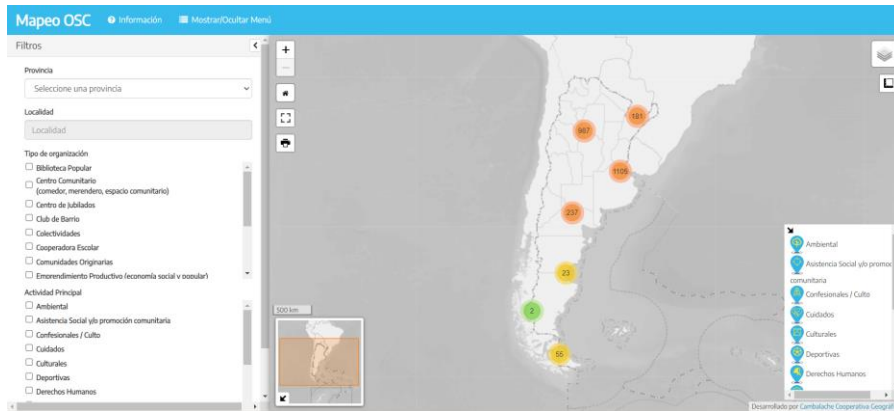 Mapeo OSC
Información
Mostrar/Ocultar Menú
Filtros
Provincia
Seleccione una provincia
Localidad
Localidad
Tipo de organización
Biblioteca Popular
Centro Comunitario
(comedor, merendero, espacio comunitario)
Centro de Jubilados
Club de Barrio
Colectividades
Cooperadora Escolar
Comunidades Originarias
Emprendimiento Productivo (economía social y popular)
Actividad Principal
Ambiental
Asistencia Social y/o promoción comunitaria
Confesionales / Culto
Cuidados
Culturales
Deportivas
Derechos Humanos
181
987
1105
237
23
2
55
500 km
Ambiental
Asistencia Social y/o promoc
comunitaria
Confesionales / Culto
Cuidados
Culturales
Deportivas
Derechos Humanos
Desarrollado por Cambalache Cooperativa Geográf